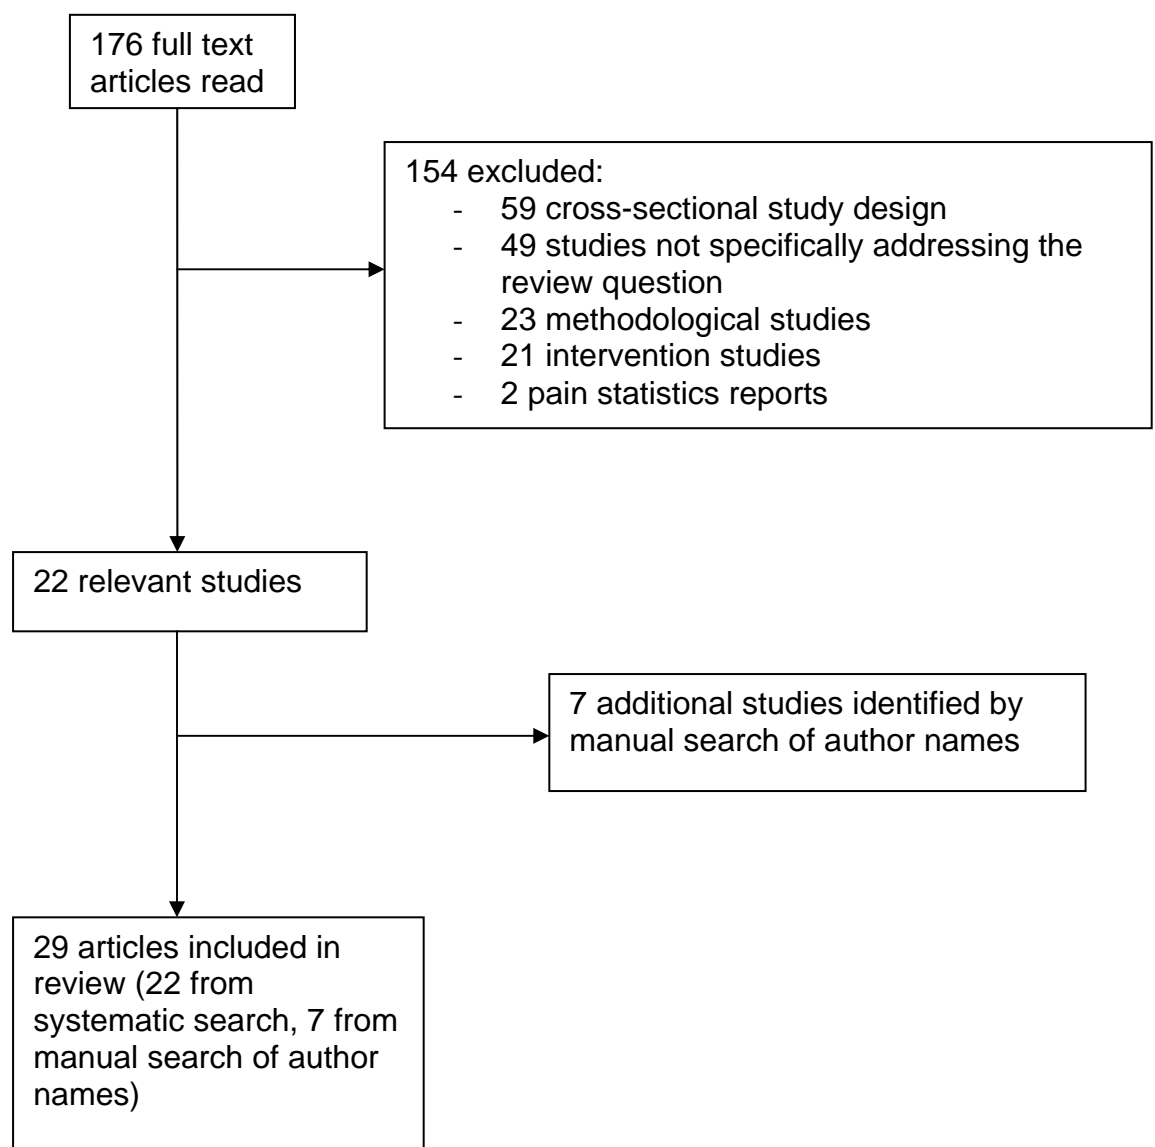 176 full text
articles read
154 excluded:
- 59 cross-sectional study design
- 49 studies not specifically addressing the
review question
- 23 methodological studies
- 21 intervention studies
- 2 pain statistics reports
22 relevant studies
7 additional studies identified by
manual search of author names
29 articles included in
review (22 from
systematic search, 7 from
manual search of author
names)